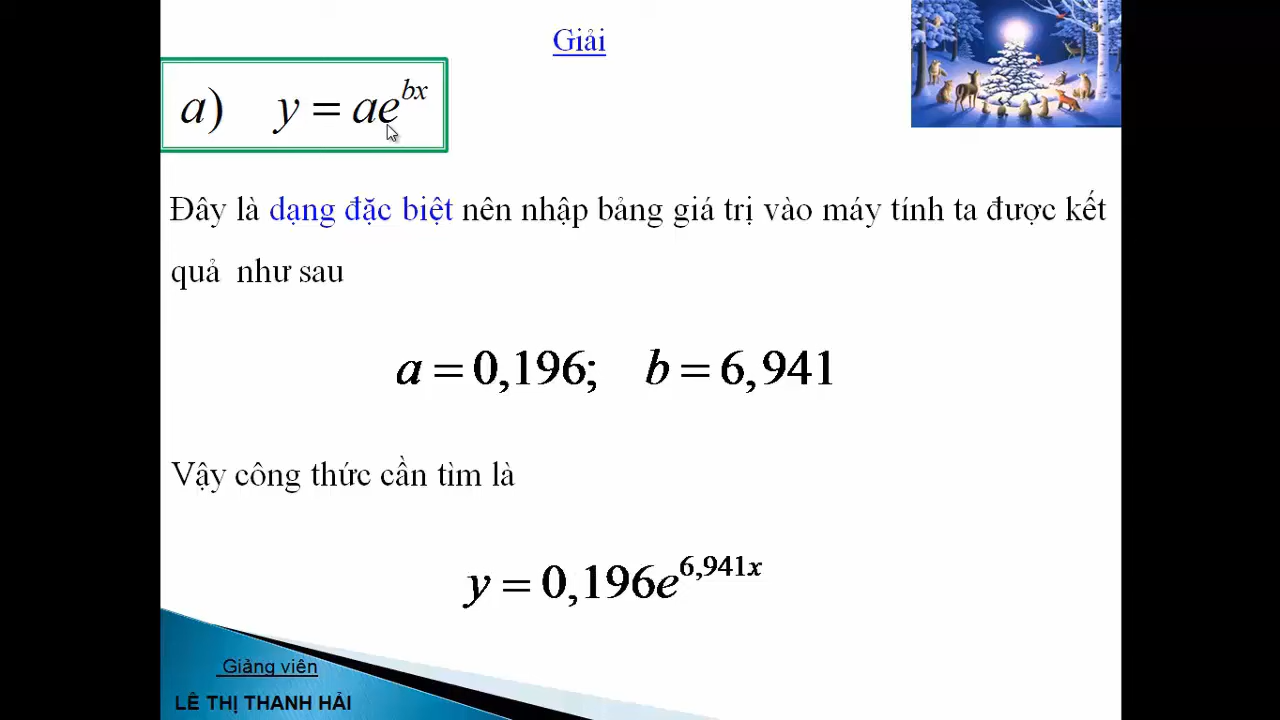 Giải
a) y = ae^{bx}
Đây là dạng đặc biệt nên nhập bảng giá trị vào máy tính ta được kết
quả như sau
a = 0,196; b = 6,941
Vậy công thức cần tìm là
y = 0,196e^{6,941x}
Giảng viên
LÊ THỊ THANH HẢI